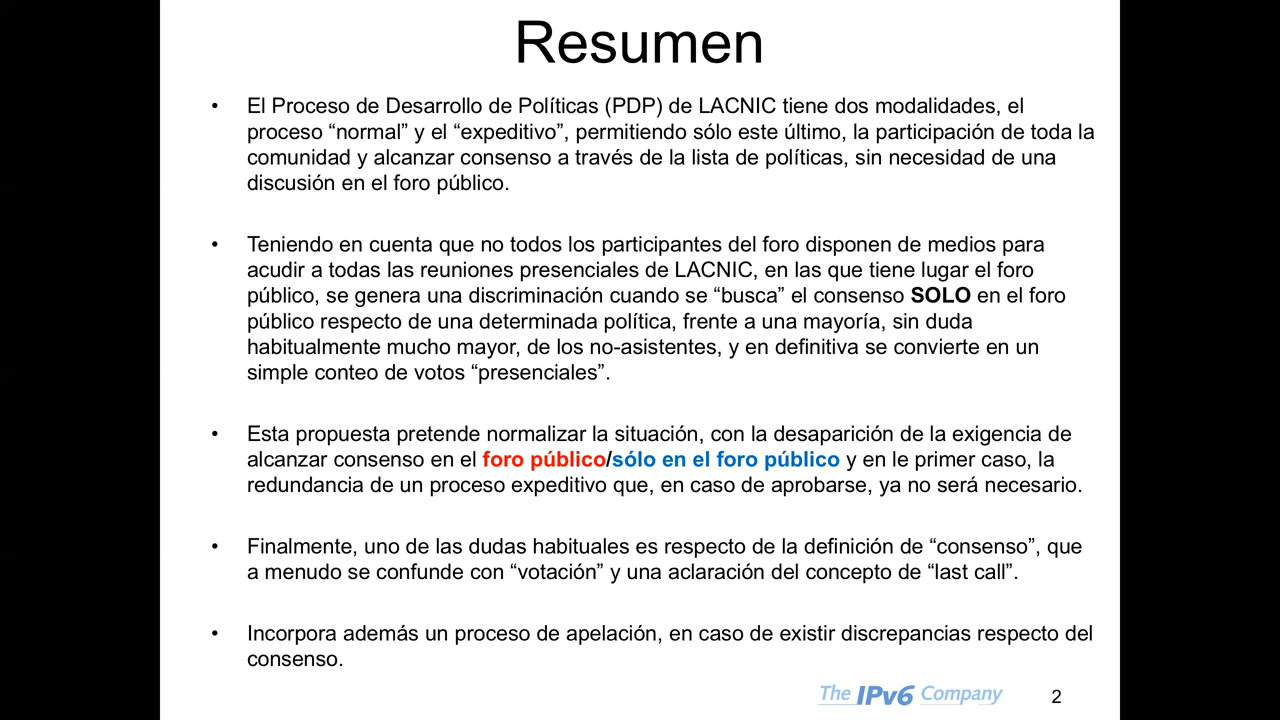 Resumen
• El Proceso de Desarrollo de Políticas (PDP) de LACNIC tiene dos modalidades, el
proceso “normal” y el “expeditivo”, permitiendo sólo este último, la participación de toda la
comunidad y alcanzar consenso a través de la lista de políticas, sin necesidad de una
discusión en el foro público.
• Teniendo en cuenta que no todos los participantes del foro disponen de medios para
acudir a todas las reuniones presenciales de LACNIC, en las que tiene lugar el foro
público, se genera una discriminación cuando se “busca” el consenso SOLO en el foro
público respecto de una determinada política, frente a una mayoría, sin duda
habitualmente mucho mayor, de los no-asistentes, y en definitiva se convierte en un
simple conteo de votos “presenciales”.
• Esta propuesta pretende normalizar la situación, con la desaparición de la exigencia de
alcanzar consenso en el foro público/sólo en el foro público y en le primer caso, la
redundancia de un proceso expeditivo que, en caso de aprobarse, ya no será necesario.
• Finalmente, uno de las dudas habituales es respecto de la definición de “consenso”, que
a menudo se confunde con “votación” y una aclaración del concepto de “last call”.
• Incorpora además un proceso de apelación, en caso de existir discrepancias respecto del
consenso.
The IPv6 Company
2